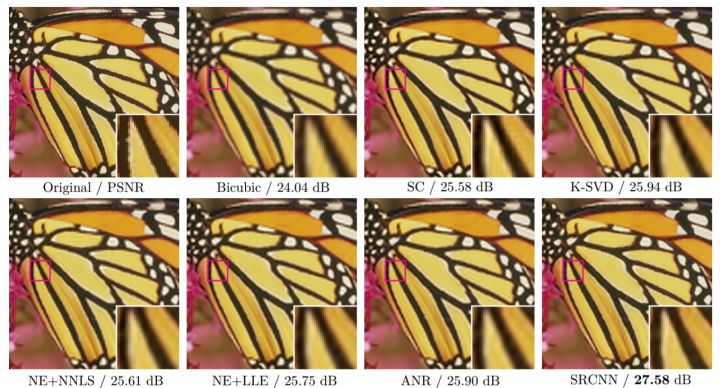 Original / PSNR
Bicubic / 24.04 dB
SC / 25.58 dB
K-SVD / 25.94 dB
NE+NNLS / 25.61 dB
NE+LLE / 25.75 dB
ANR / 25.90 dB
SRCNN / 27.58 dB